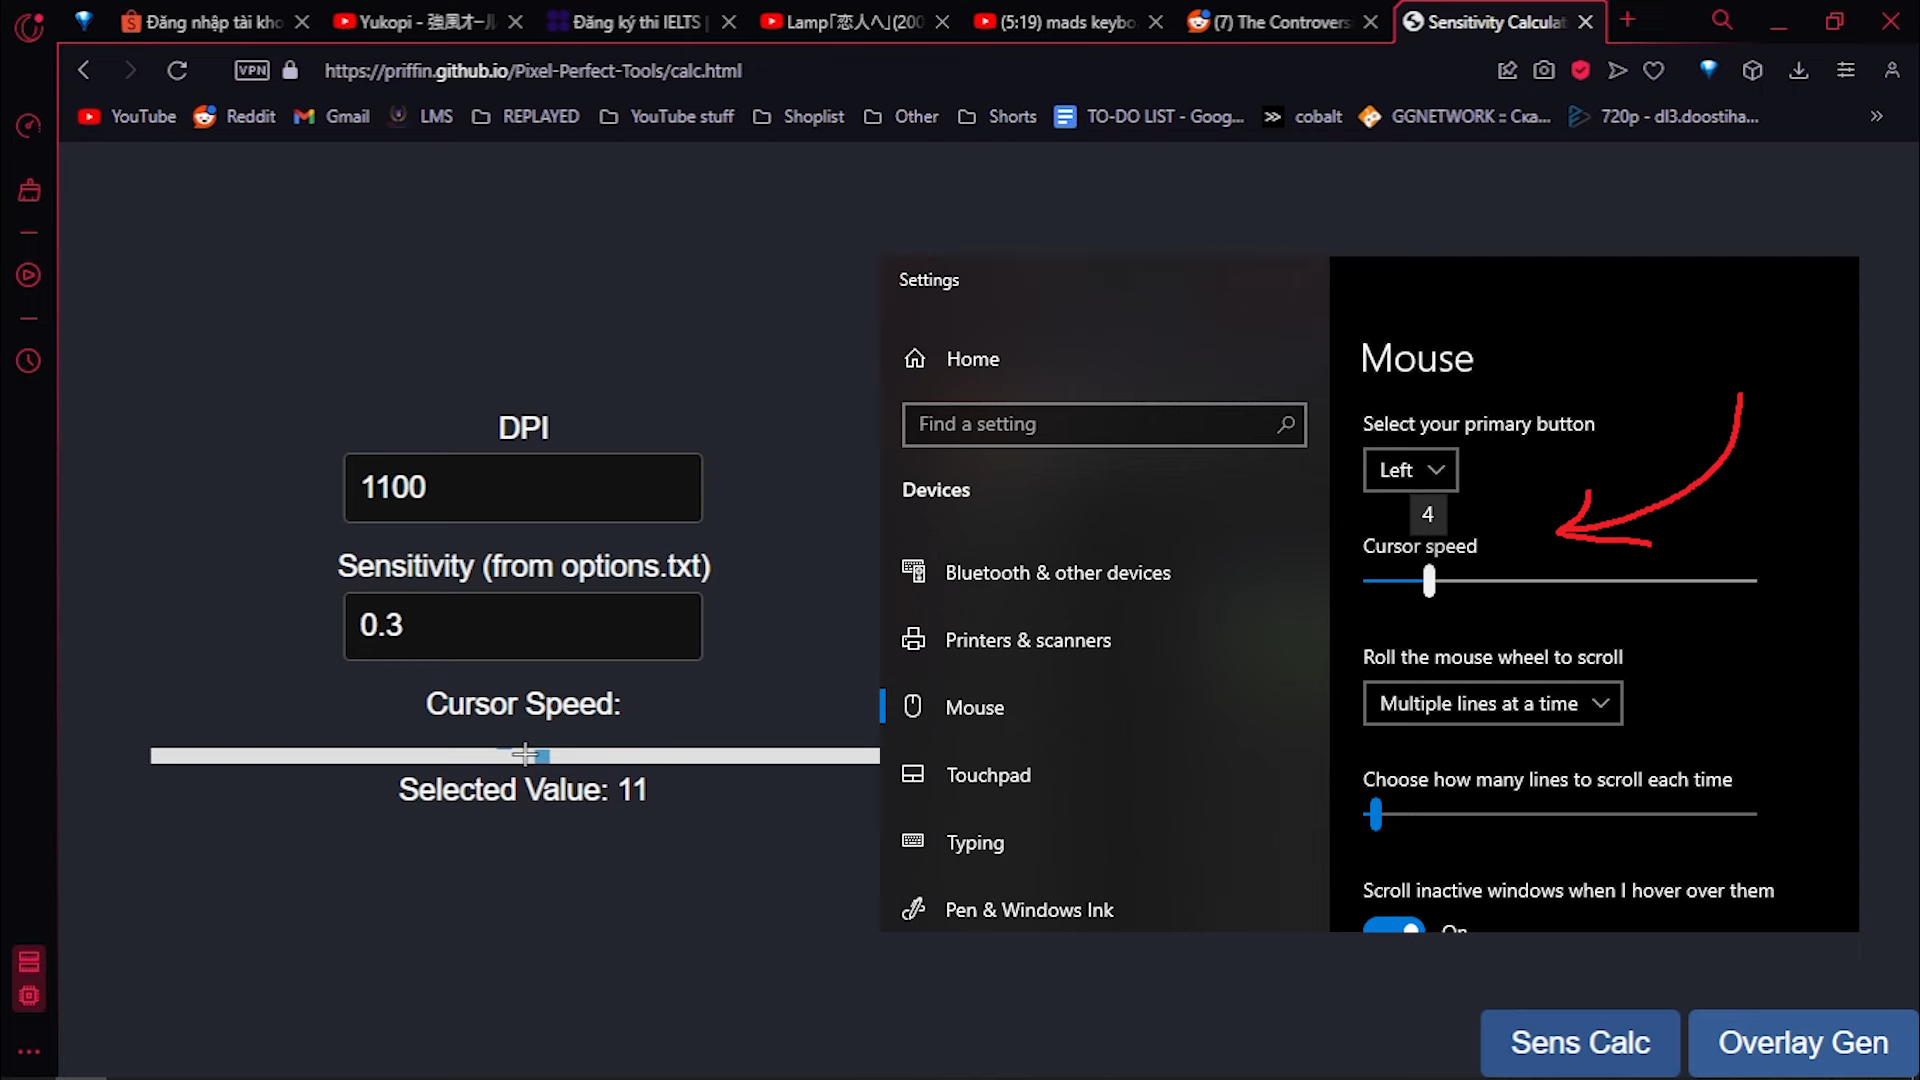 Đăng nhập tài kho
Yukopi - 強風オール
Đăng ký thi IELTS |
Lamp「恋人へ」(200
(5:19) mads keybo
(7) The Controvers
Sensitivity Calculat
VPN
https://priffin.github.io/Pixel-Perfect-Tools/calc.html
YouTube
Reddit
Gmail
LMS
REPLAYED
YouTube stuff
Shoplist
Other
Shorts
TO-DO LIST - Goog...
cobalt
GGNETWORK :: Ска...
720p - dl3.doostiha...
DPI
1100
Sensitivity (from options.txt)
0.3
Cursor Speed:
Selected Value: 11
Settings
Home
Find a setting
Devices
Bluetooth & other devices
Printers & scanners
Mouse
Touchpad
Typing
Pen & Windows Ink
Mouse
Select your primary button
Left
4
Cursor speed
Roll the mouse wheel to scroll
Multiple lines at a time
Choose how many lines to scroll each time
Scroll inactive windows when I hover over them
On
Sens Calc
Overlay Gen